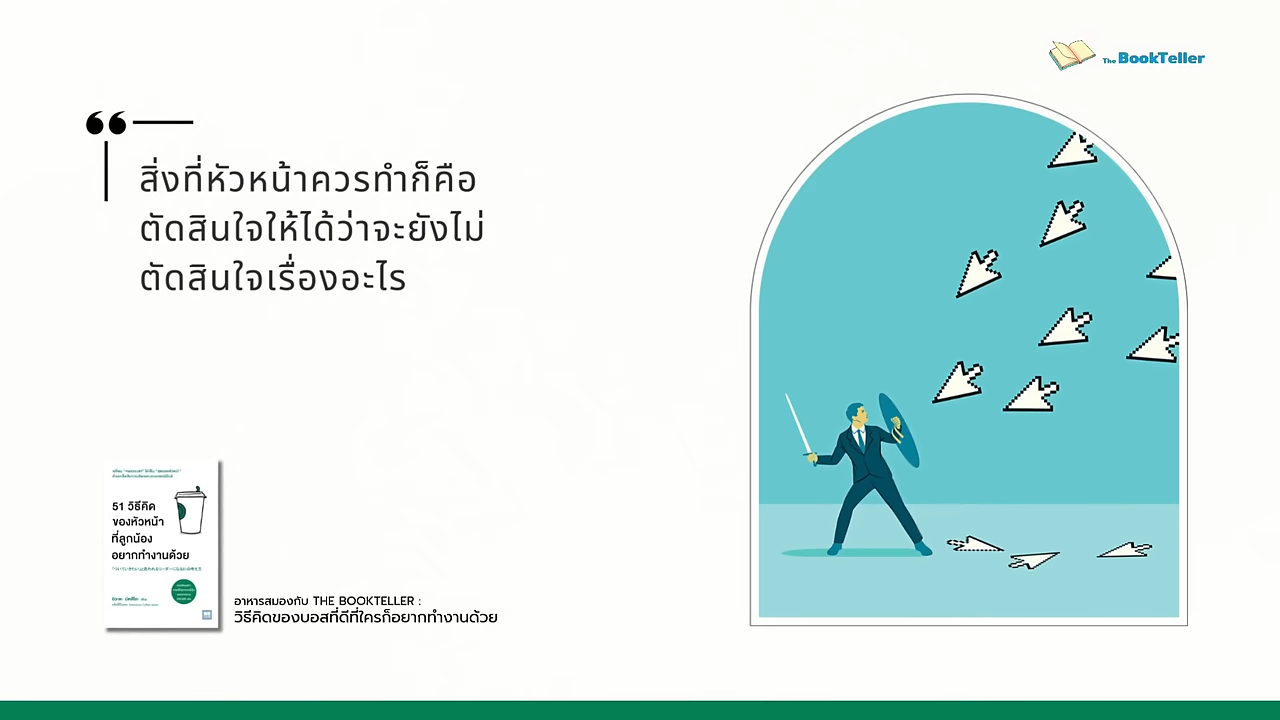 The BookTeller
สิ่งที่หัวหน้าควรทำก็คือ
ตัดสินใจให้ได้ว่าจะยังไม่
ตัดสินใจเรื่องอะไร
51 วิธีคิด
ของหัวหน้า
ที่ลูกน้อง
อยากทำงานด้วย
อาหารสมองกับ THE BOOKTELLER :
วิธีคิดของบอสที่ดีที่ใครก็อยากทำงานด้วย